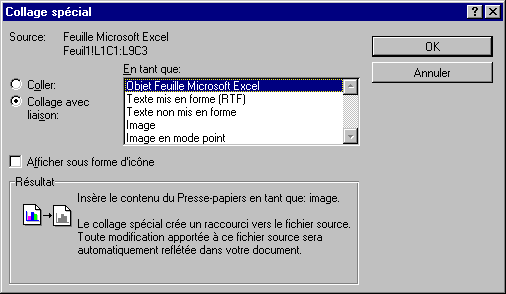 Collage spécial
Source: Feuille Microsoft Excel
Feuil1!L1C1:L9C3
OK
Annuler
En tant que:
Coller:
Collage avec liaison:
Objet Feuille Microsoft Excel
Texte mis en forme (RTF)
Texte non mis en forme
Image
Image en mode point
Afficher sous forme d'icône
Résultat
Insère le contenu du Presse-papiers en tant que: image.
Le collage spécial crée un raccourci vers le fichier source.
Toute modification apportée à ce fichier source sera
automatiquement reflétée dans votre document.